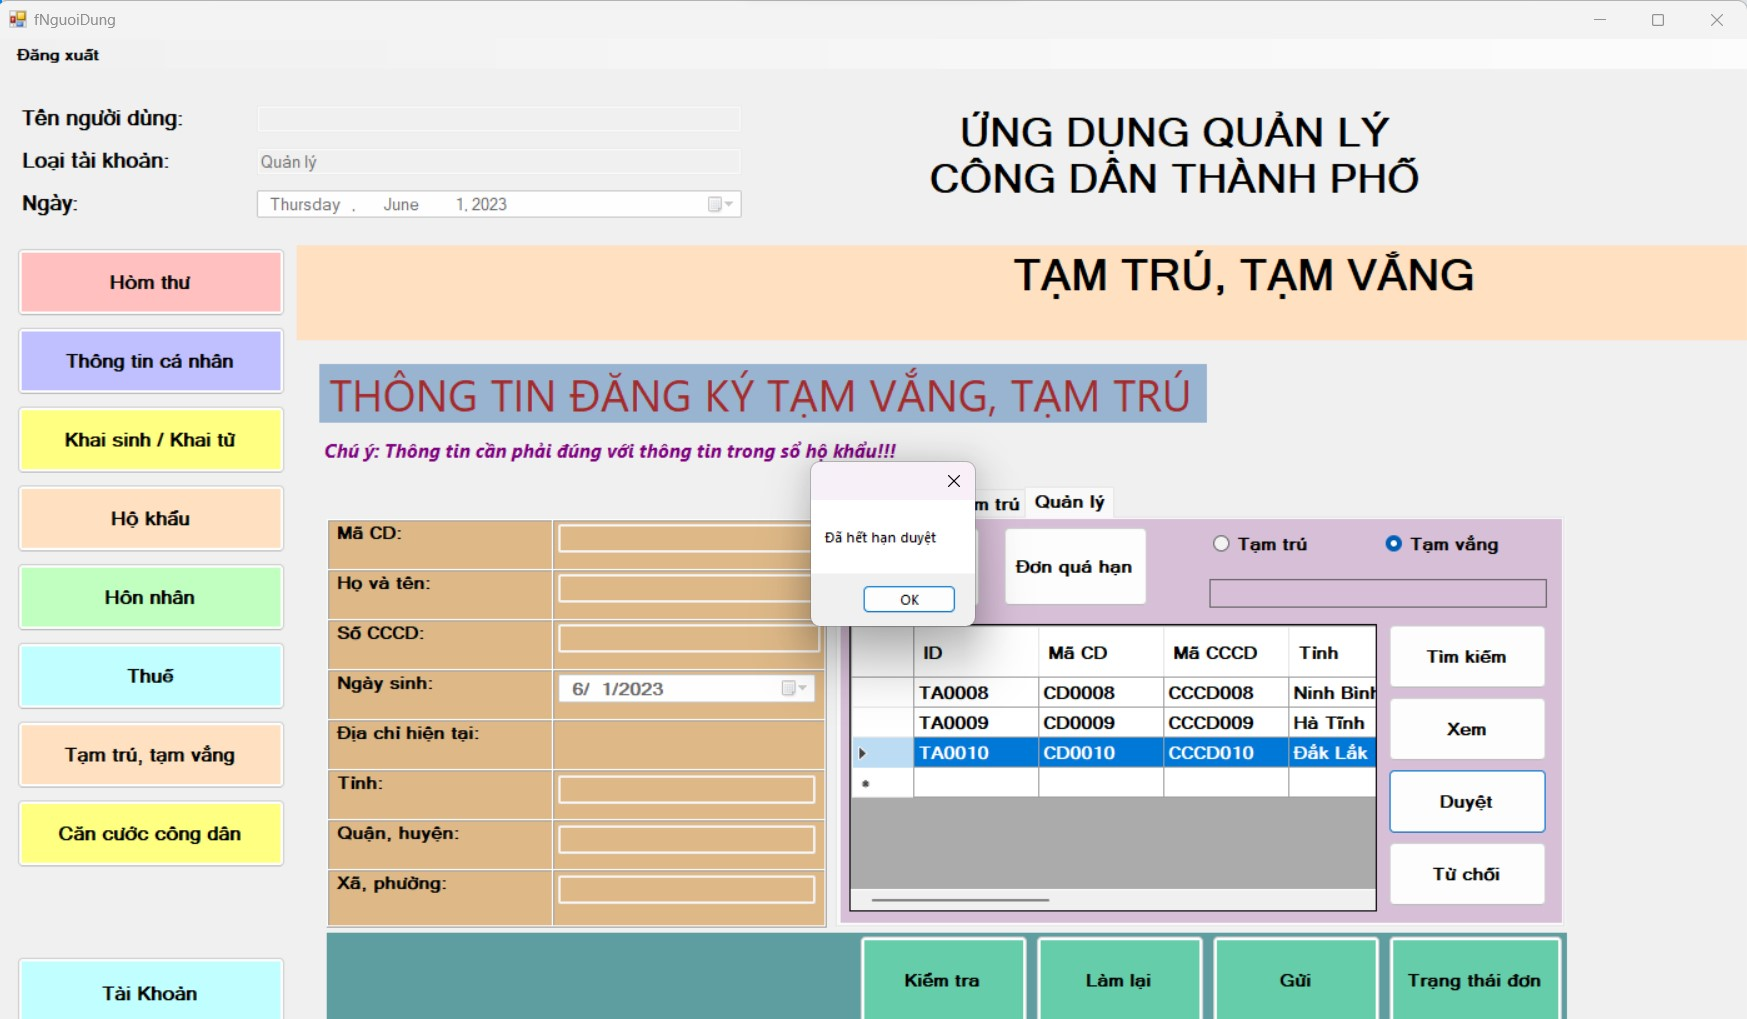 fNguoiDung
Đăng xuất
Tên người dùng:
Loại tài khoản:
Quản lý
Ngày:
Thursday , June 1, 2023
ỨNG DỤNG QUẢN LÝ
CÔNG DÂN THÀNH PHỐ
TẠM TRÚ, TẠM VẮNG
Hòm thư
Thông tin cá nhân
Khai sinh / Khai tử
Hộ khẩu
Hôn nhân
Thuế
Tạm trú, tạm vắng
Căn cước công dân
Tài Khoản
THÔNG TIN ĐĂNG KÝ TẠM VẮNG, TẠM TRÚ
Chú ý: Thông tin cần phải đúng với thông tin trong sổ hộ khẩu!!!
Mã CD:
Họ và tên:
Số CCCD:
Ngày sinh:
6/ 1/2023
Địa chỉ hiện tại:
Tỉnh:
Quận, huyện:
Xã, phường:
Đã hết hạn duyệt
OK
trú
Quản lý
Đơn quá hạn
Tạm trú
Tạm vắng
ID Mã CD Mã CCCD Tỉnh
TA0008 CD0008 CCCD008 Ninh Bình
TA0009 CD0009 CCCD009 Hà Tĩnh
TA0010 CD0010 CCCD010 Đắk Lắk
Tìm kiếm
Xem
Duyệt
Từ chối
Kiểm tra
Làm lại
Gửi
Trạng thái đơn